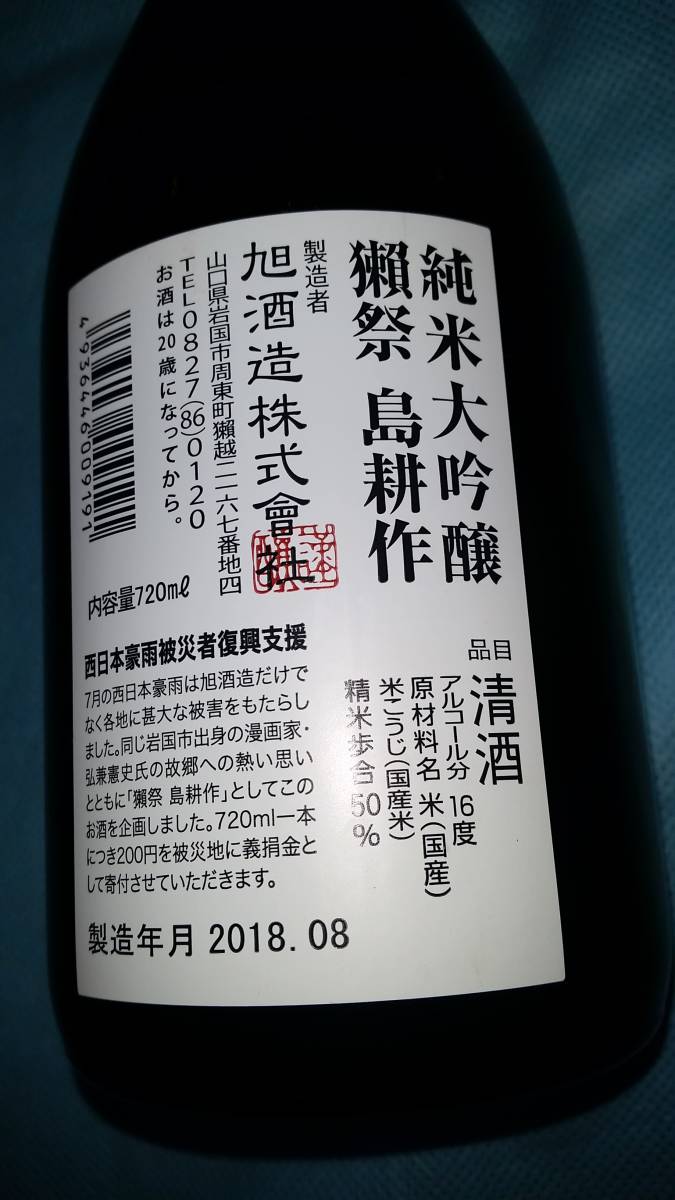 純米大吟醸
獺祭 島耕作
製造者
旭酒造株式會社
山口県岩国市周東町獺越二一六七番地四
TEL0827(86)0120
お酒は20歳になってから。
4936446009191
内容量720mℓ
品目
清酒
アルコール分 16度
原材料名 米(国産)
米こうじ(国産米)
精米歩合 50%
西日本豪雨被災者復興支援
7月の西日本豪雨は旭酒造だけで
なく各地に甚大な被害をもたらし
ました。同じ岩国市出身の漫画家・
弘兼憲史氏の故郷への熱い思い
とともに「獺祭 島耕作」としてこの
お酒を企画しました。720ml一本
につき200円を被災地に義捐金と
して寄付させていただきます。
製造年月 2018.08